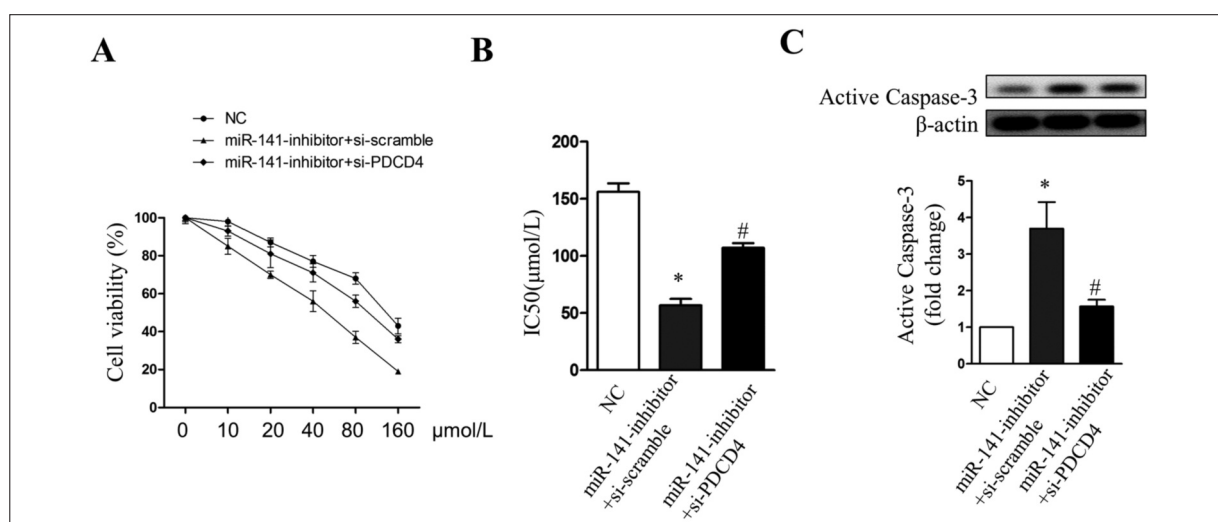 A
NC
miR-141-inhibitor+si-scramble
miR-141-inhibitor+si-PDCD4
Cell viability (%)
100
80
60
40
20
0
0 10 20 40 80 160 μmol/L
B
IC50(μmol/L)
200
150
100
50
0
*
#
NC
miR-141-inhibitor
+si-scramble
miR-141-inhibitor
+si-PDCD4
C
Active Caspase-3
β-actin
Active Caspase-3
(fold change)
5
4
3
2
1
0
*
#
NC
miR-141-inhibitor
+si-scramble
miR-141-inhibitor
+si-PDCD4